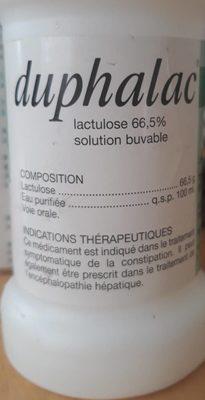 duphalac
lactulose 66,5%
solution buvable
COMPOSITION
Lactulose ........................................ 66,5 g
Eau purifiée ........................ q.s.p. 100 ml
Voie orale.
INDICATIONS THÉRAPEUTIQUES
Ce médicament est indiqué dans le traitement
symptomatique de la constipation. Il peut
également être prescrit dans le traitement de
l'encéphalopathie hépatique.